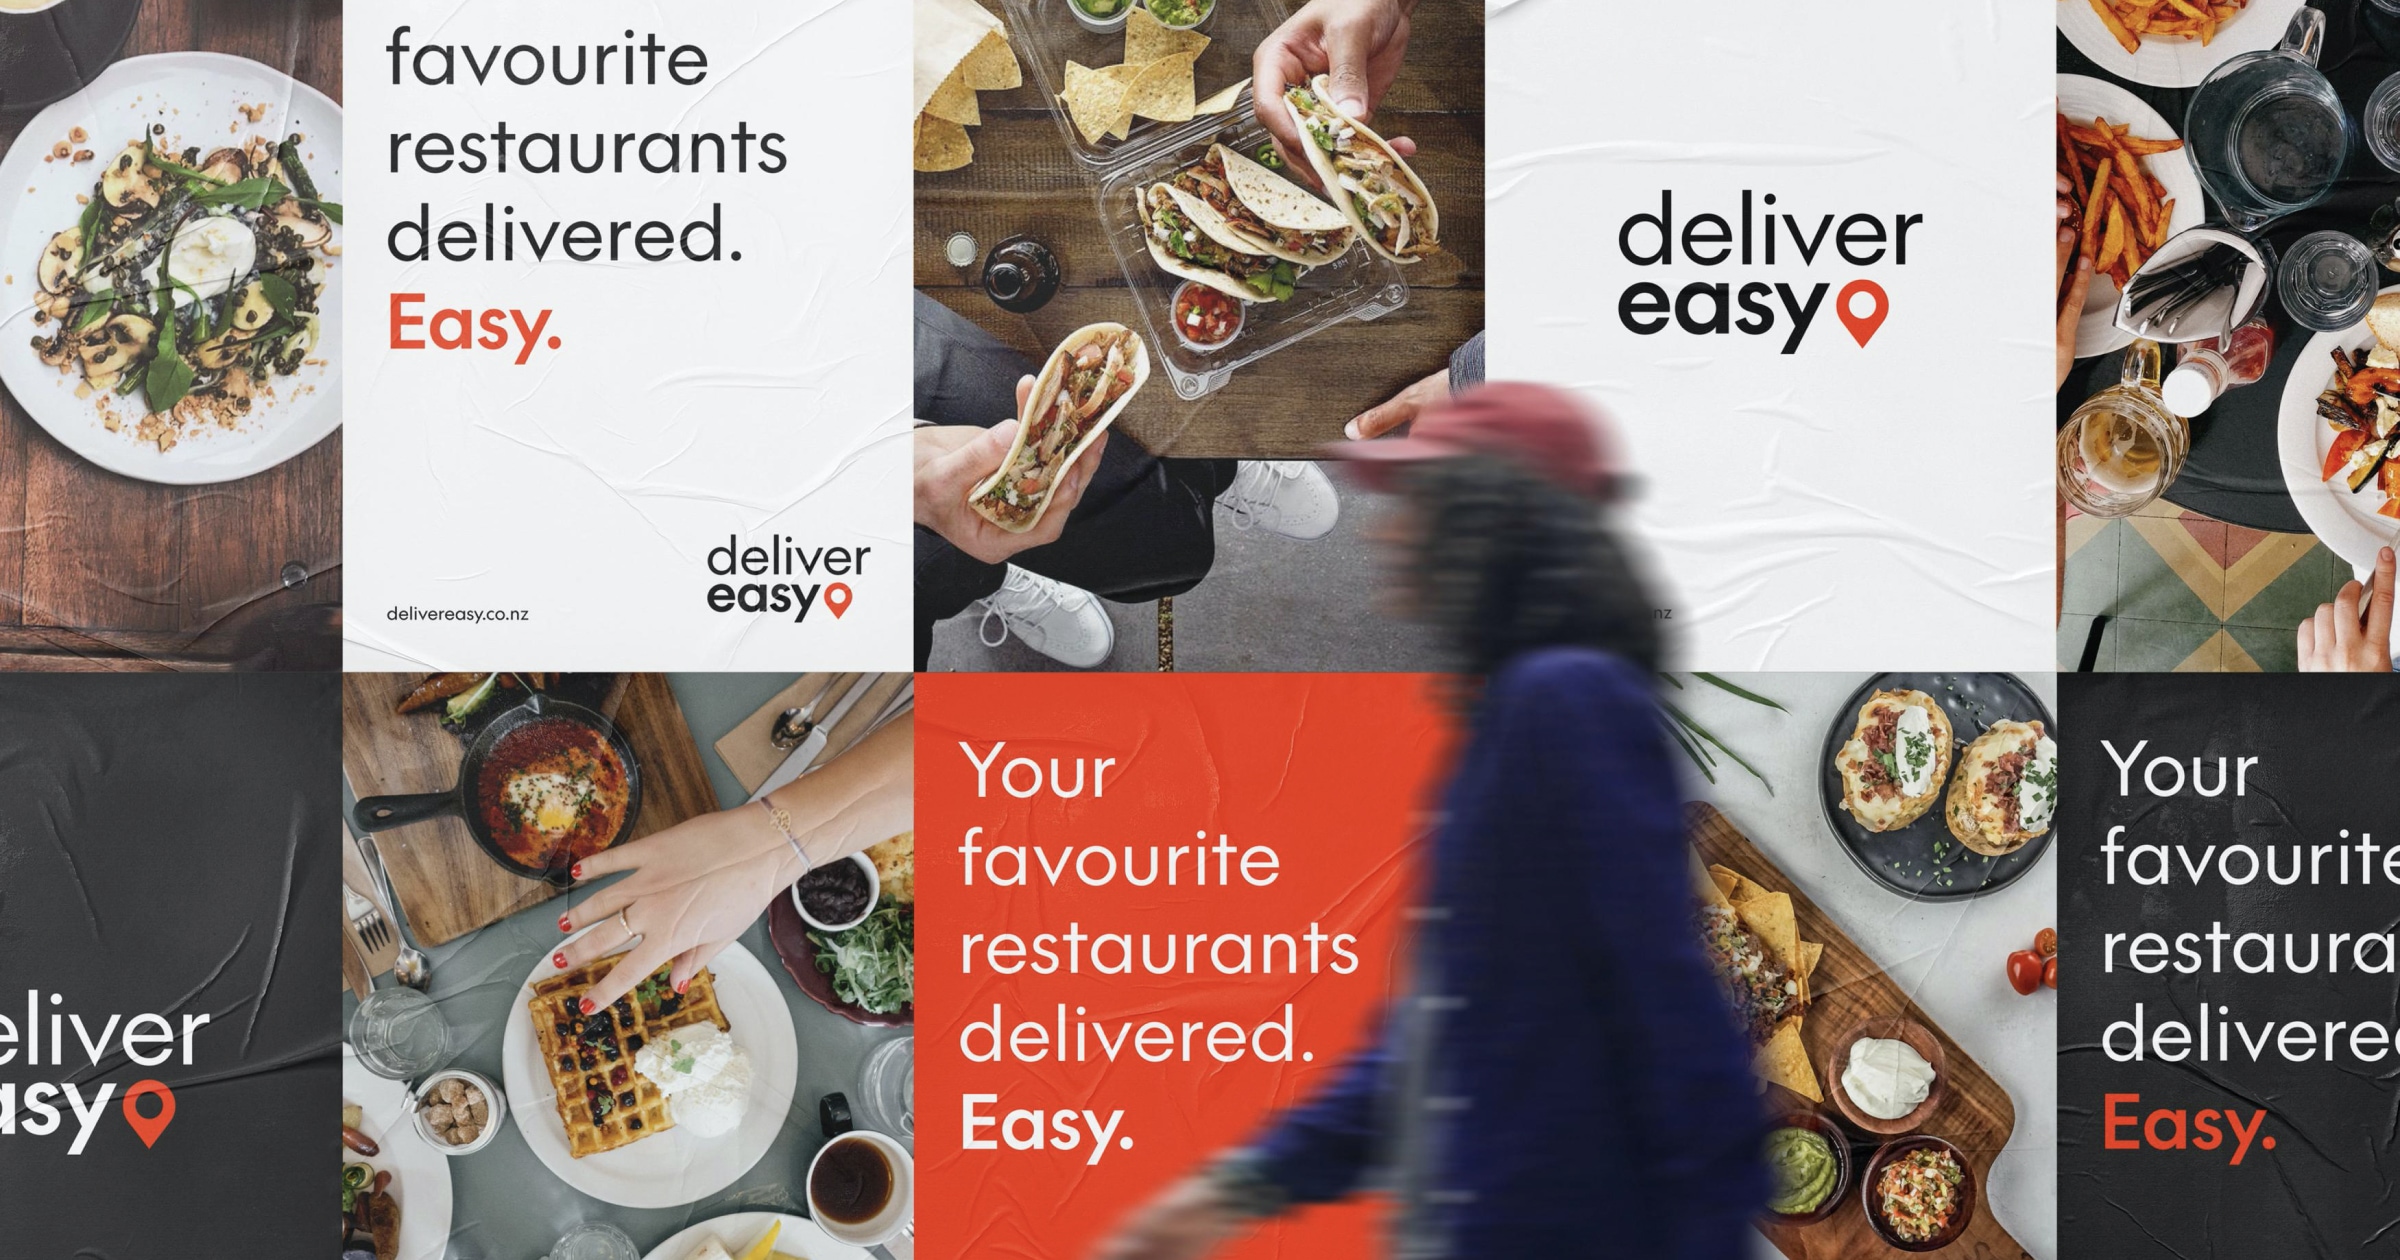 favourite
restaurants
delivered.
Easy.
delivereasy.co.nz
deliver
easy
deliver
easy
nz
eliver
asy
Your
favourite
restaurants
delivered.
Easy.
Your
favourite
restaura
delivere
Easy.